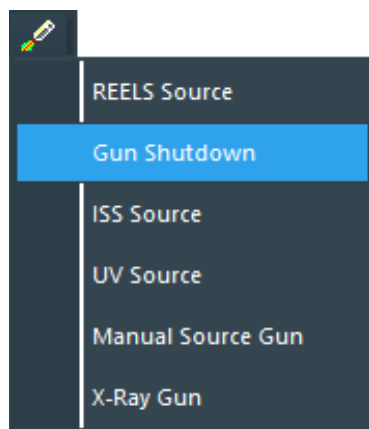 REELS Source
Gun Shutdown
ISS Source
UV Source
Manual Source Gun
X-Ray Gun